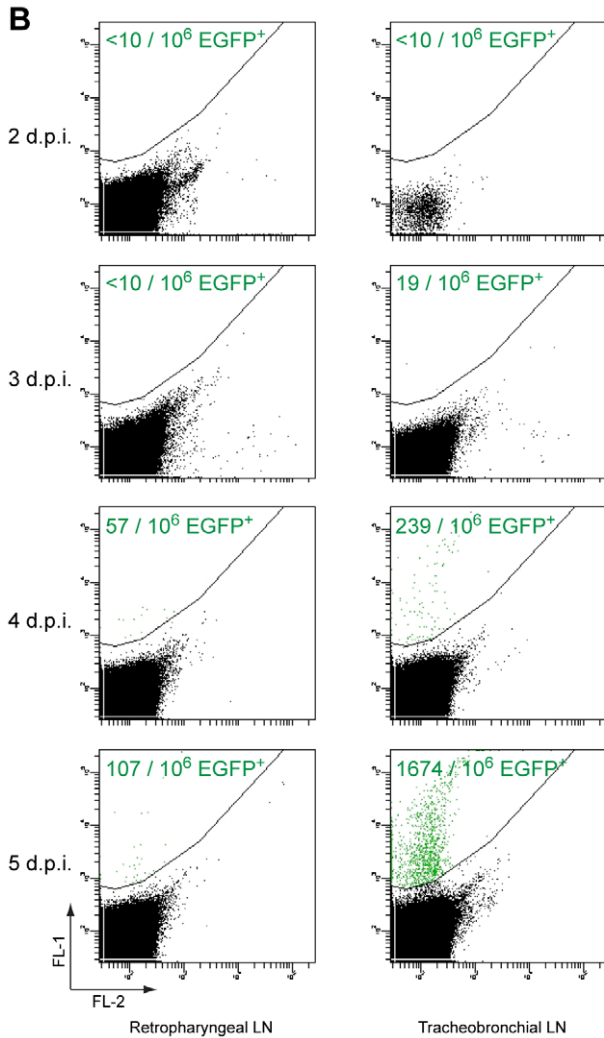 B
<10 / 10⁶ EGFP⁺
<10 / 10⁶ EGFP⁺
2 d.p.i.
<10 / 10⁶ EGFP⁺
19 / 10⁶ EGFP⁺
3 d.p.i.
57 / 10⁶ EGFP⁺
239 / 10⁶ EGFP⁺
4 d.p.i.
107 / 10⁶ EGFP⁺
1674 / 10⁶ EGFP⁺
5 d.p.i.
FL-1
FL-2
Retropharyngeal LN
Tracheobronchial LN